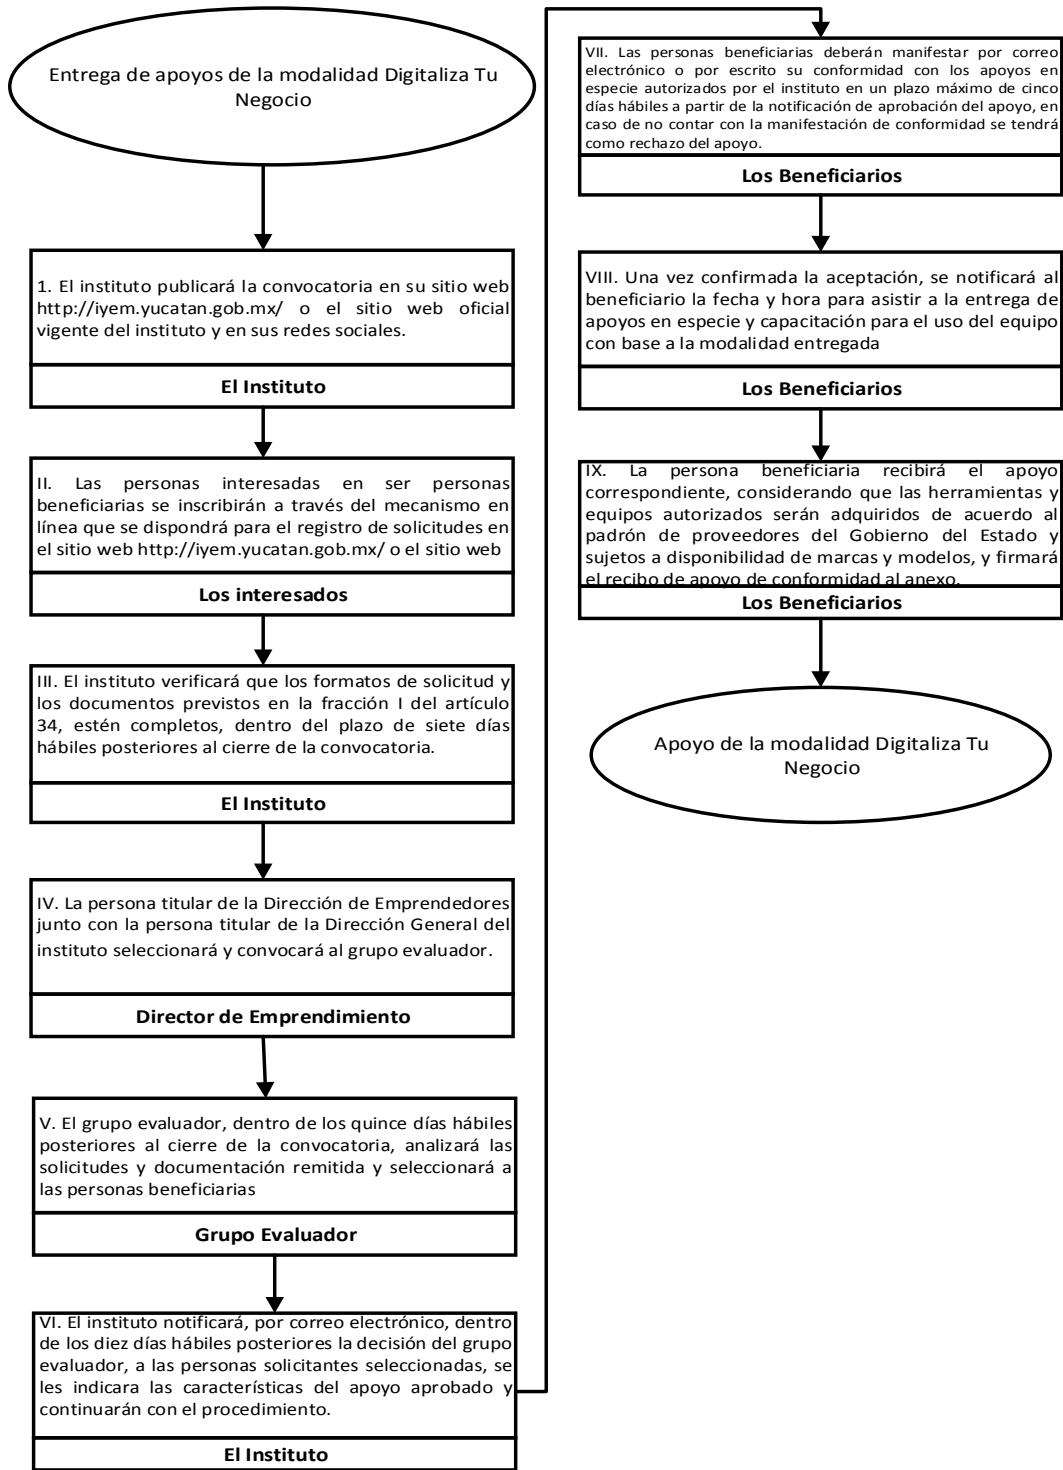 Entrega de apoyos de la modalidad Digitaliza Tu
Negocio
1. El instituto publicará la convocatoria en su sitio web
http://iyem.yucatan.gob.mx/ o el sitio web oficial
vigente del instituto y en sus redes sociales.
El Instituto
II. Las personas interesadas en ser personas
beneficiarias se inscribirán a través del mecanismo en
línea que se dispondrá para el registro de solicitudes en
el sitio web http://iyem.yucatan.gob.mx/ o el sitio web
Los interesados
III. El instituto verificará que los formatos de solicitud y
los documentos previstos en la fracción I del artículo
34, estén completos, dentro del plazo de siete días
hábiles posteriores al cierre de la convocatoria.
El Instituto
IV. La persona titular de la Dirección de Emprendedores
junto con la persona titular de la Dirección General del
instituto seleccionará y convocará al grupo evaluador.
Director de Emprendimiento
V. El grupo evaluador, dentro de los quince días hábiles
posteriores al cierre de la convocatoria, analizará las
solicitudes y documentación remitida y seleccionará a
las personas beneficiarias
Grupo Evaluador
VI. El instituto notificará, por correo electrónico, dentro
de los diez días hábiles posteriores la decisión del grupo
evaluador, a las personas solicitantes seleccionadas, se
les indicara las características del apoyo aprobado y
continuarán con el procedimiento.
El Instituto
VII. Las personas beneficiarias deberán manifestar por correo
electrónico o por escrito su conformidad con los apoyos en
especie autorizados por el instituto en un plazo máximo de cinco
días hábiles a partir de la notificación de aprobación del apoyo, en
caso de no contar con la manifestación de conformidad se tendrá
como rechazo del apoyo.
Los Beneficiarios
VIII. Una vez confirmada la aceptación, se notificará al
beneficiario la fecha y hora para asistir a la entrega de
apoyos en especie y capacitación para el uso del equipo
con base a la modalidad entregada
Los Beneficiarios
IX. La persona beneficiaria recibirá el apoyo
correspondiente, considerando que las herramientas y
equipos autorizados serán adquiridos de acuerdo al
padrón de proveedores del Gobierno del Estado y
sujetos a disponibilidad de marcas y modelos, y firmará
el recibo de apoyo de conformidad al anexo.
Los Beneficiarios
Apoyo de la modalidad Digitaliza Tu
Negocio